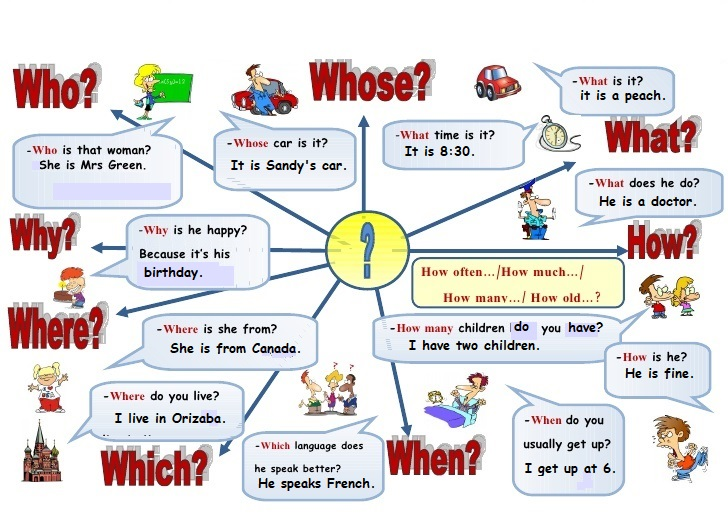 Who?
Whose?
-What is it?
it is a peach.
-Who is that woman?
She is Mrs Green.
-Whose car is it?
It is Sandy's car.
-What time is it?
It is 8:30.
What?
-What does he do?
He is a doctor.
Why?
-Why is he happy?
Because it's his
birthday.
?
How?
How often.../How much.../
How many.../ How old...?
Where?
-Where is she from?
She is from Canada.
-How many children do you have?
I have two children.
-How is he?
He is fine.
-Where do you live?
I live in Orizaba.
-Which language does
he speak better?
He speaks French.
-When do you
usually get up?
I get up at 6.
Which?
When?